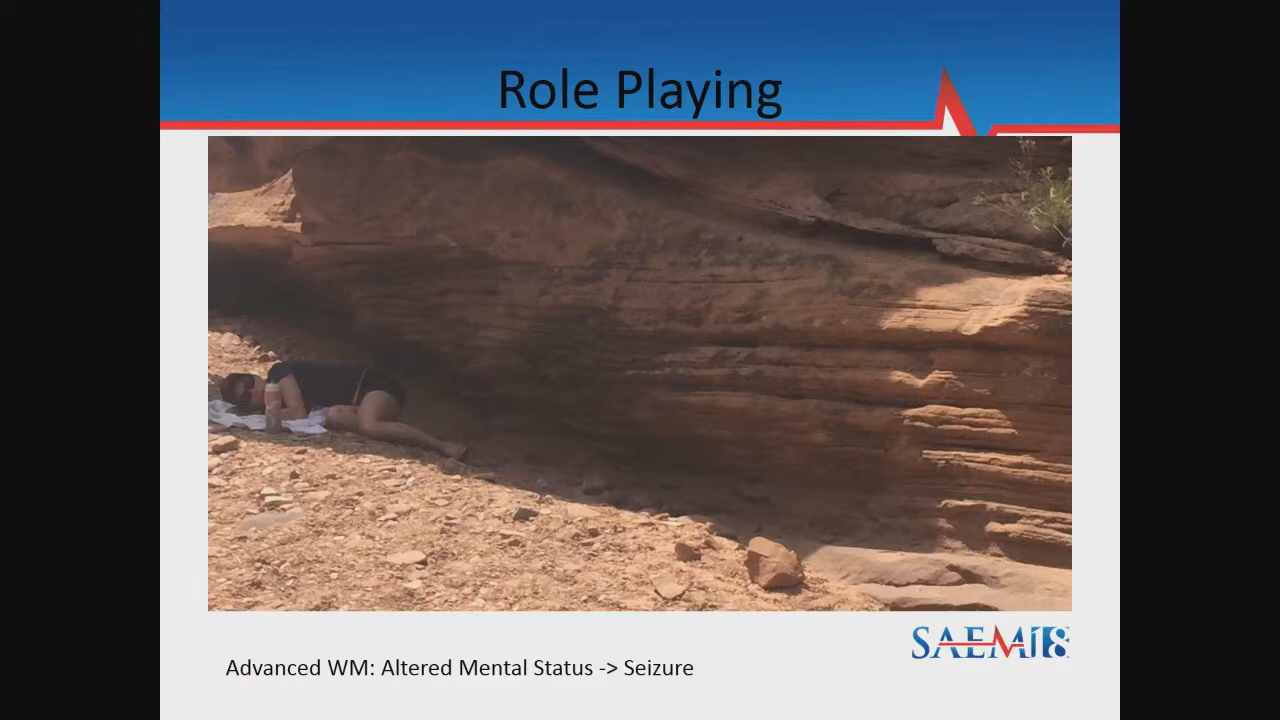 Role Playing
SAEM18
Advanced WM: Altered Mental Status -> Seizure